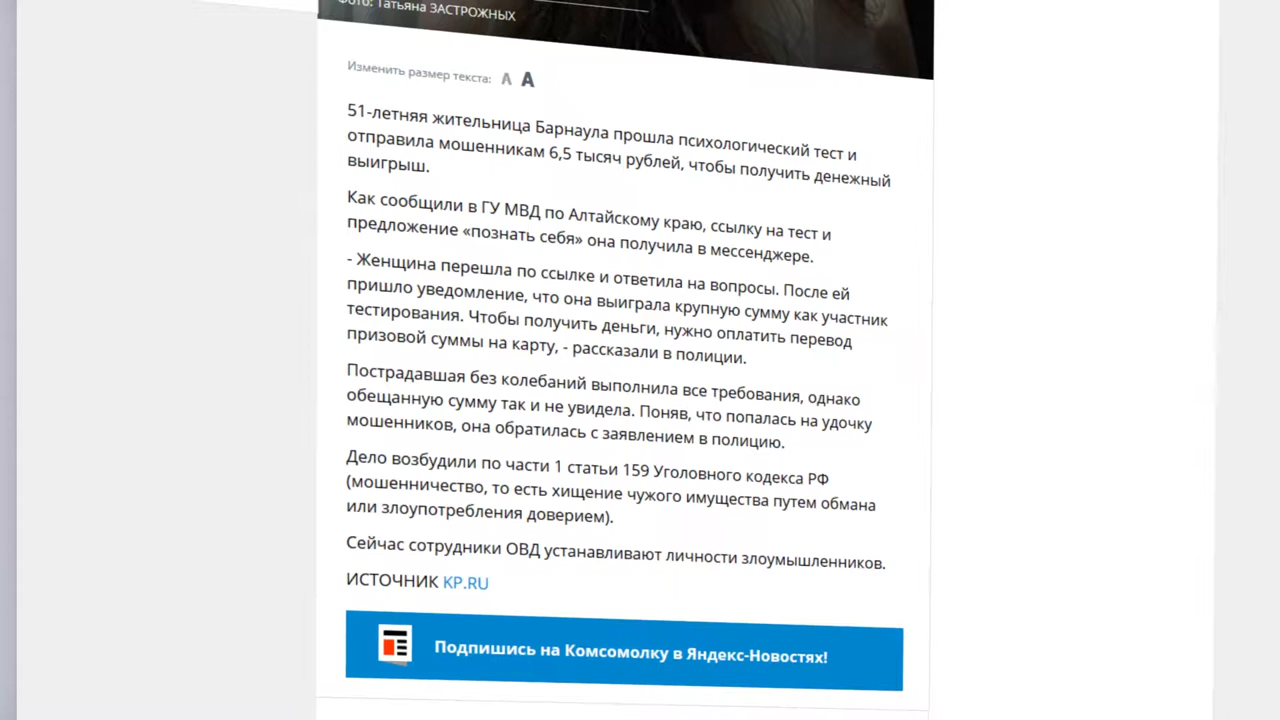 Фото: Татьяна ЗАСТРОЖНЫХ
Изменить размер текста: A A
51-летняя жительница Барнаула прошла психологический тест и
отправила мошенникам 6,5 тысяч рублей, чтобы получить денежный
выигрыш.
Как сообщили в ГУ МВД по Алтайскому краю, ссылку на тест и
предложение «познать себя» она получила в мессенджере.
- Женщина перешла по ссылке и ответила на вопросы. После ей
пришло уведомление, что она выиграла крупную сумму как участник
тестирования. Чтобы получить деньги, нужно оплатить перевод
призовой суммы на карту, - рассказали в полиции.
Пострадавшая без колебаний выполнила все требования, однако
обещанную сумму так и не увидела. Поняв, что попалась на удочку
мошенников, она обратилась с заявлением в полицию.
Дело возбудили по части 1 статьи 159 Уголовного кодекса РФ
(мошенничество, то есть хищение чужого имущества путем обмана
или злоупотребления доверием).
Сейчас сотрудники ОВД устанавливают личности злоумышленников.
ИСТОЧНИК KP.RU
Подпишись на Комсомолку в Яндекс-Новостях!